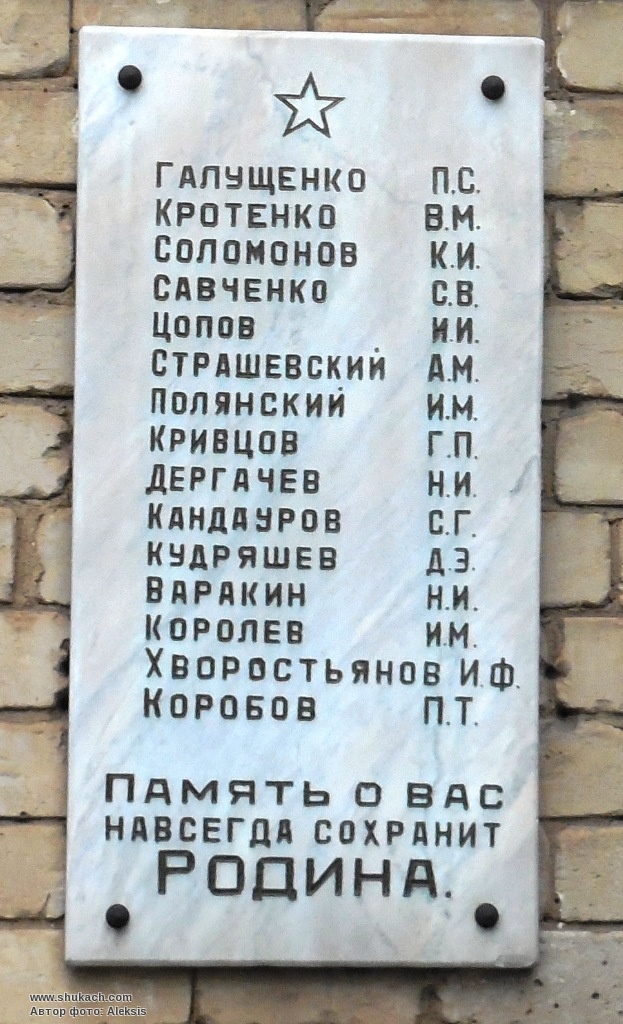 ГАЛУЩЕНКО П.С.
КРОТЕНКО В.М.
СОЛОМОНОВ К.И.
САВЧЕНКО С.В.
ЦОПОВ И.И.
СТРАШЕВСКИЙ А.М.
ПОЛЯНСКИЙ И.М.
КРИВЦОВ Г.П.
ДЕРГАЧЕВ Н.И.
КАНДАУРОВ С.Г.
КУДРЯШЕВ Д.Э.
ВАРАКИН Н.И.
КОРОЛЕВ И.М.
ХВОРОСТЬЯНОВ И.Ф.
КОРОБОВ П.Т.
ПАМЯТЬ О ВАС
НАВСЕГДА СОХРАНИТ
РОДИНА.
www.shukach.com
Автор фото: Aleksis